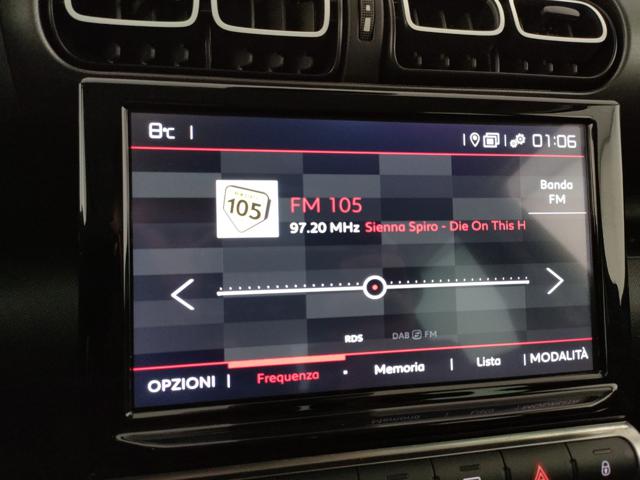 8°C
01:06
Banda
FM
105
FM 105
97.20 MHz Sienna Spiro - Die On This H
RDS DAB FM
OPZIONI Frequenza Memoria Lista MODALITÀ